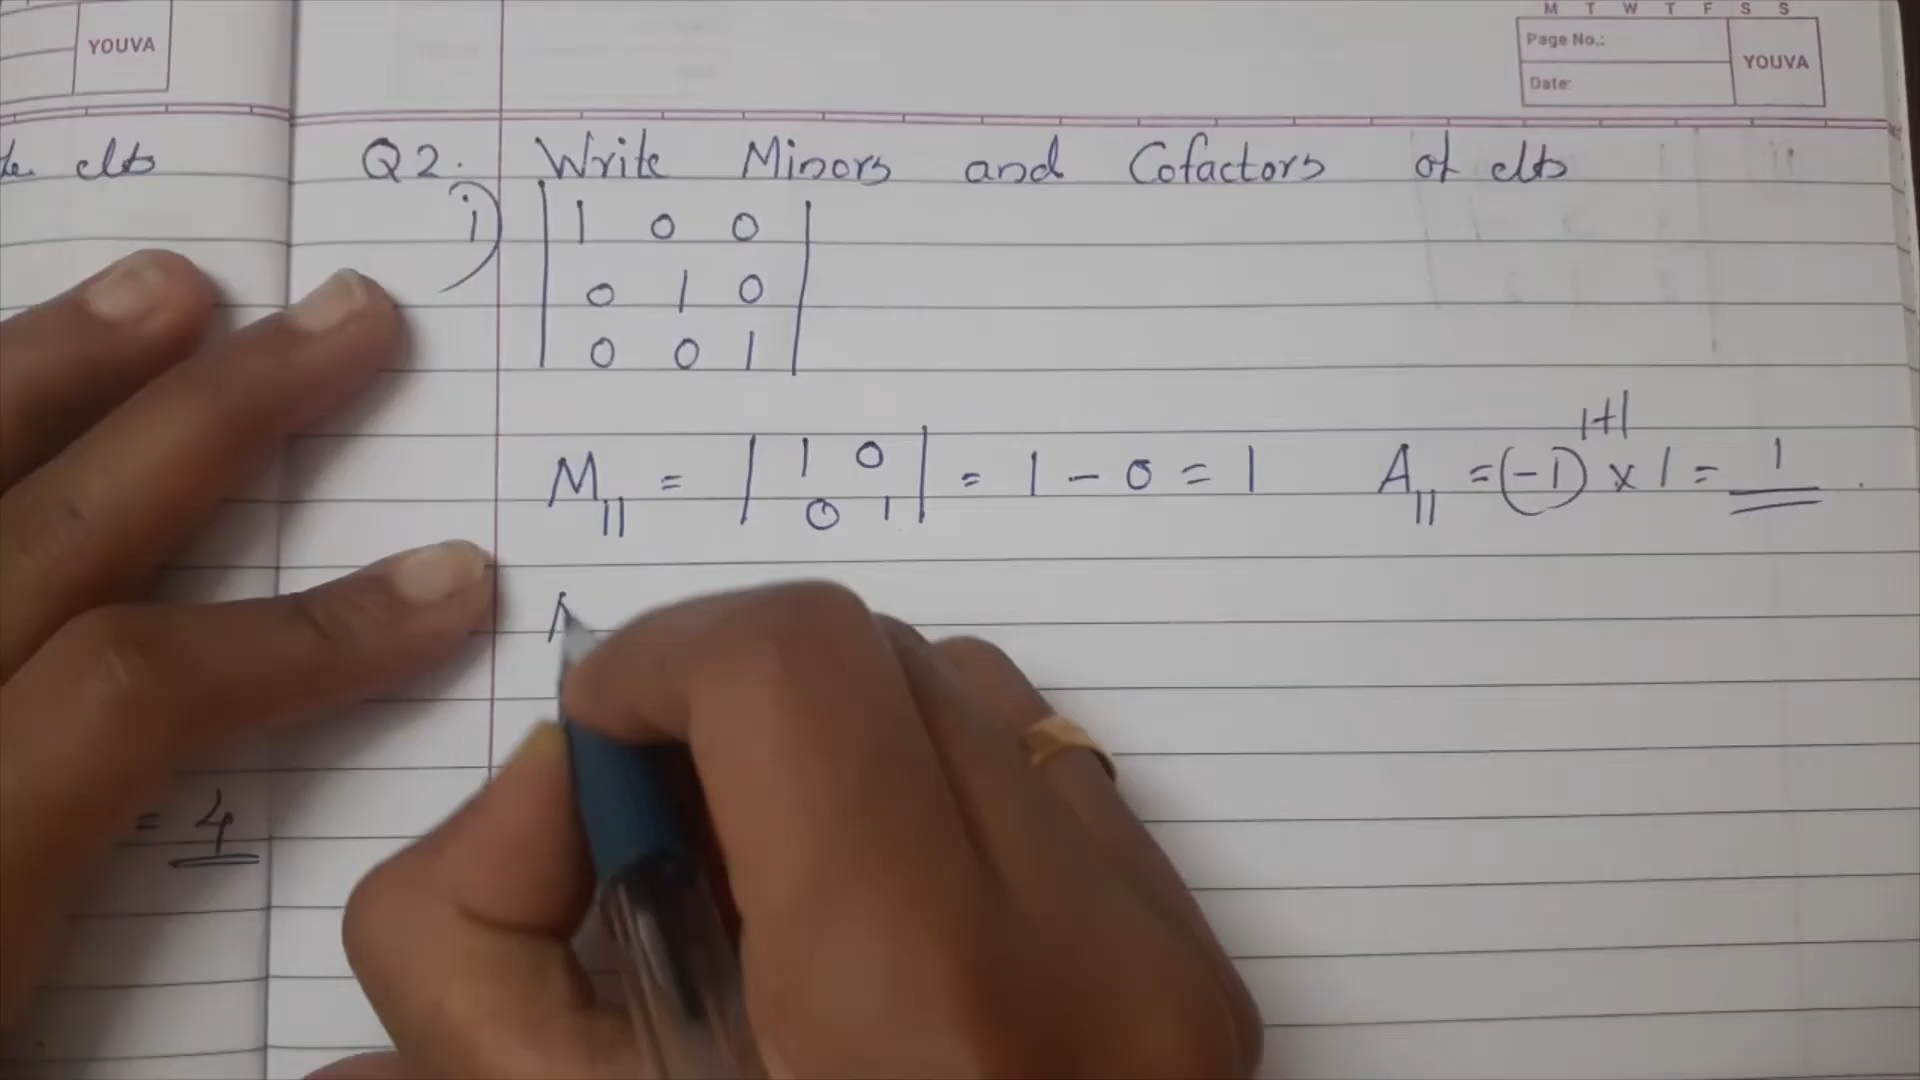 YOUVA
M T W T F S S
Page No.:
Date:
YOUVA
elts
Q2. Write Minors and Cofactors of elts
i) | 1 0 0 |
| 0 1 0 |
| 0 0 1 |
M₁₁ = | 1 0 | = 1 - 0 = 1 A₁₁ = (-1)¹⁺¹ x 1 = 1
| 0 1 |
= 4